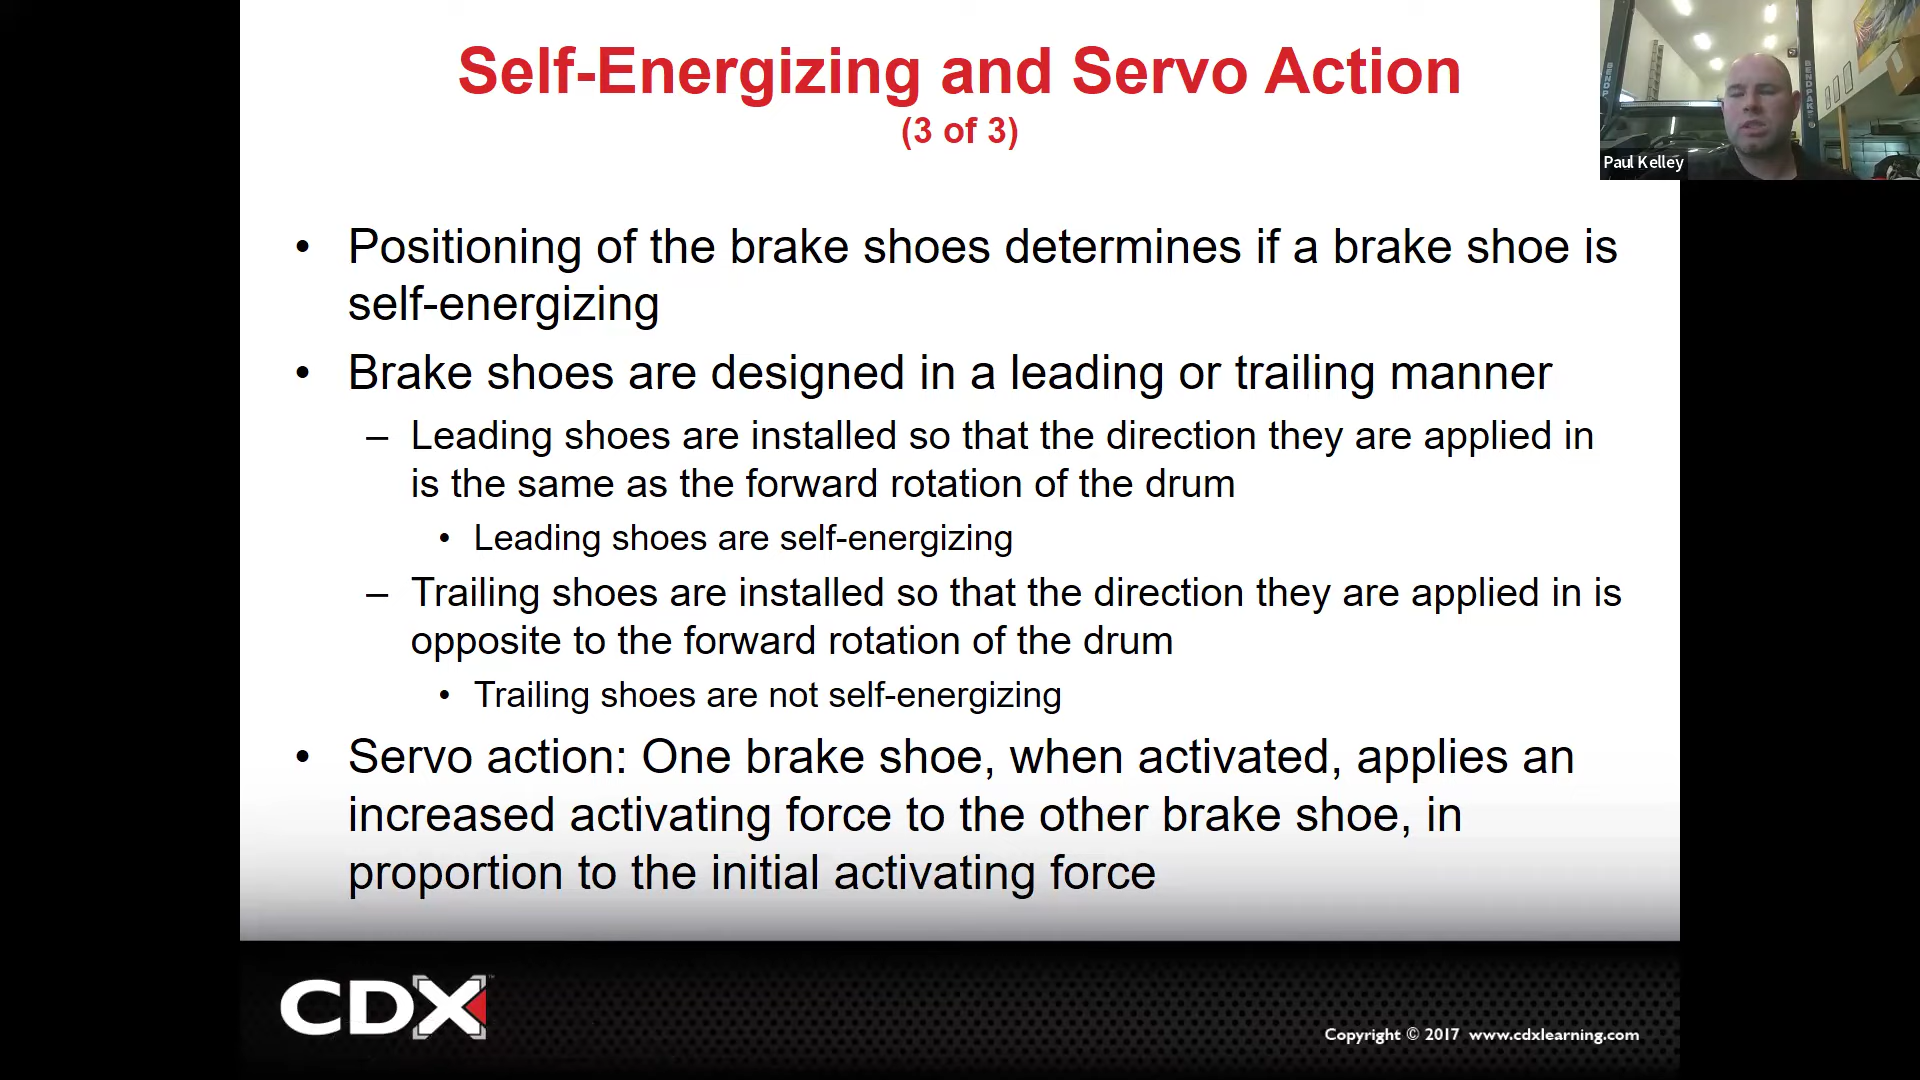 Self-Energizing and Servo Action
(3 of 3)
BENDPAK
BENDPAK
Paul Kelley
• Positioning of the brake shoes determines if a brake shoe is
self-energizing
• Brake shoes are designed in a leading or trailing manner
– Leading shoes are installed so that the direction they are applied in
is the same as the forward rotation of the drum
• Leading shoes are self-energizing
– Trailing shoes are installed so that the direction they are applied in is
opposite to the forward rotation of the drum
• Trailing shoes are not self-energizing
• Servo action: One brake shoe, when activated, applies an
increased activating force to the other brake shoe, in
proportion to the initial activating force
CDX™
Copyright © 2017 www.cdxlearning.com